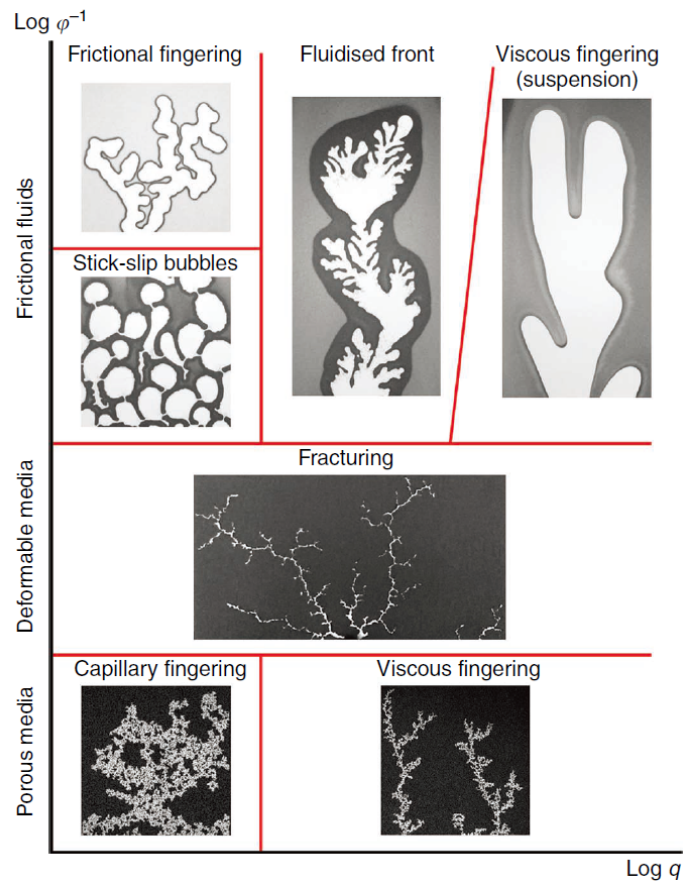 Log φ⁻¹
Frictional fingering
Fluidised front
Viscous fingering
(suspension)
Frictional fluids
Stick-slip bubbles
Fracturing
Deformable media
Capillary fingering
Viscous fingering
Porous media
Log q